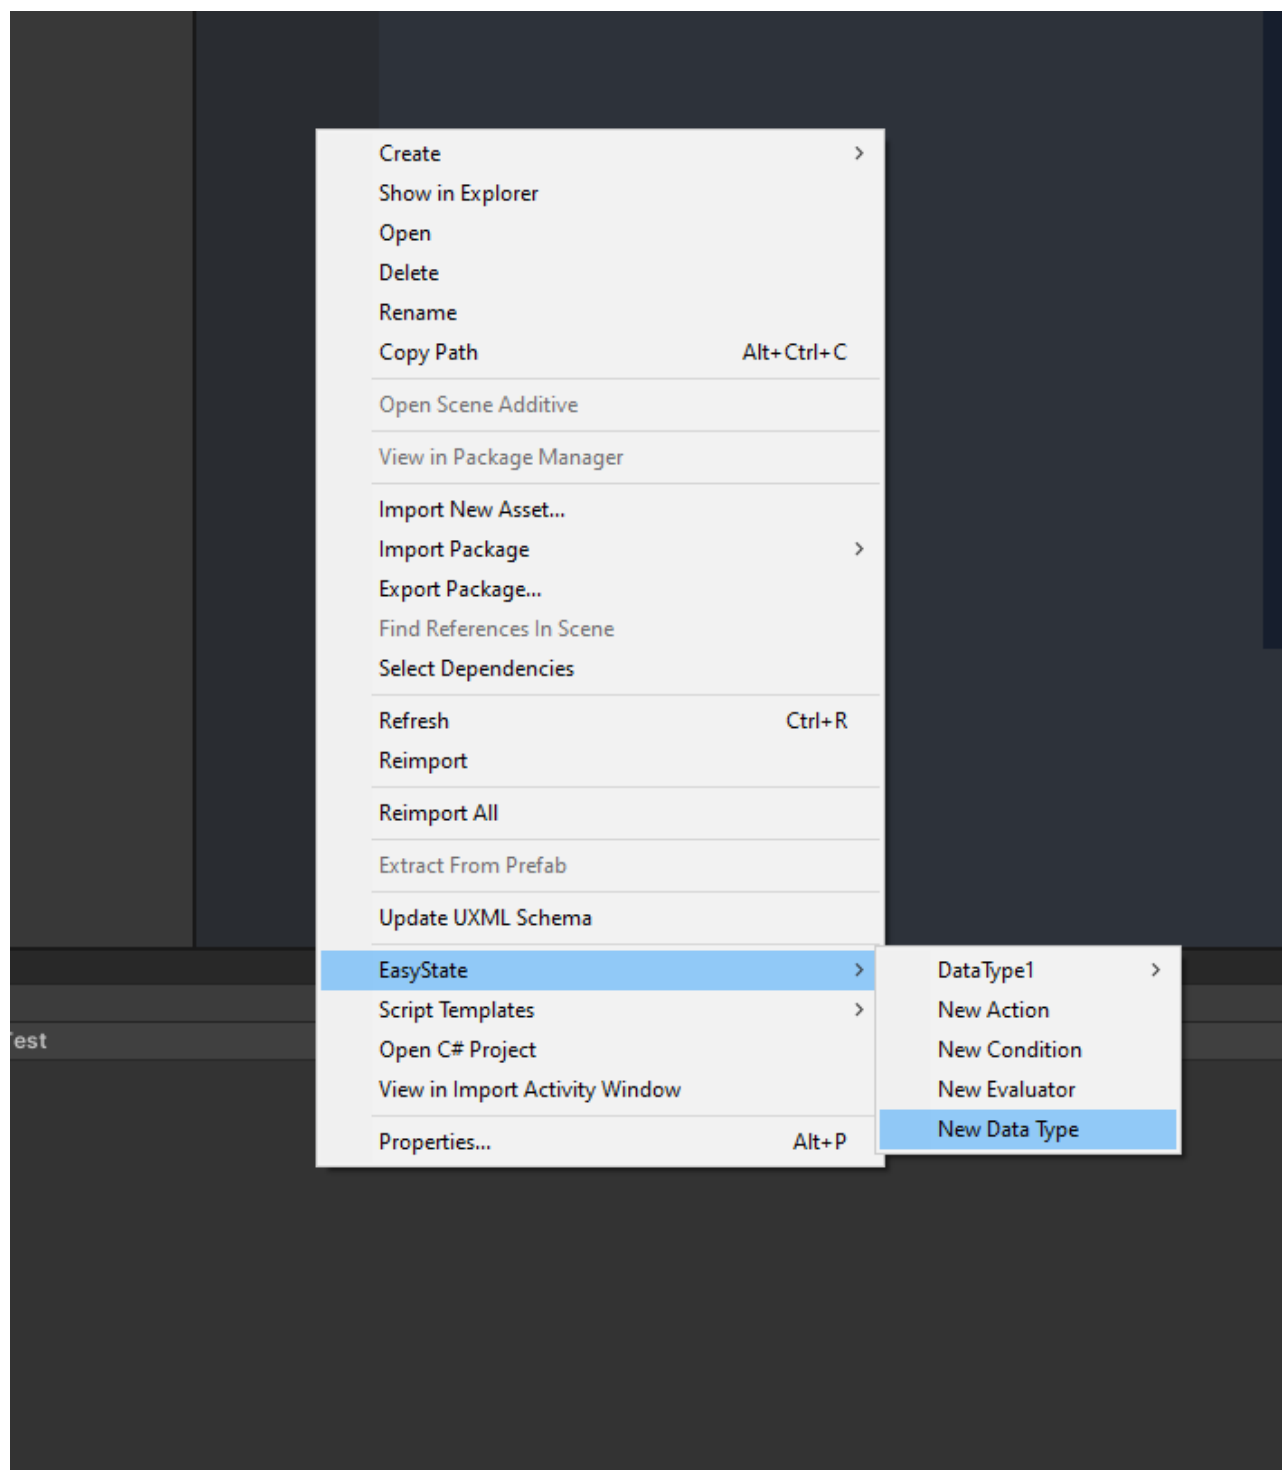 Create
Show in Explorer
Open
Delete
Rename
Copy Path Alt+Ctrl+C
Open Scene Additive
View in Package Manager
Import New Asset...
Import Package
Export Package...
Find References In Scene
Select Dependencies
Refresh Ctrl+R
Reimport
Reimport All
Extract From Prefab
Update UXML Schema
EasyState
Script Templates
Open C# Project
View in Import Activity Window
Properties... Alt+P
DataType1
New Action
New Condition
New Evaluator
New Data Type